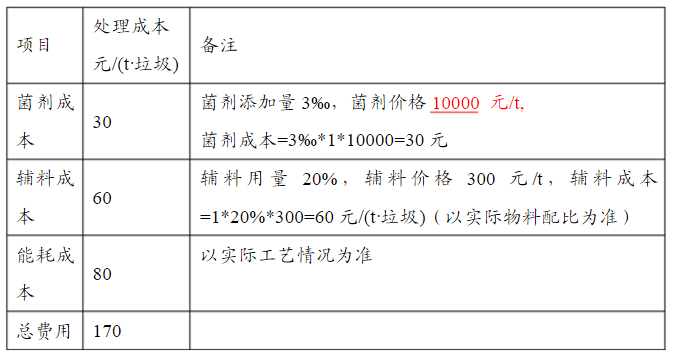 项目
处理成本
元/(t·垃圾)
备注
菌剂成
本
30
菌剂添加量 3‰，菌剂价格 10000 元/t,
菌剂成本=3‰*1*10000=30 元
辅料成
本
60
辅料用量 20%，辅料价格 300 元/t，辅料成本
=1*20%*300=60 元/(t·垃圾)（以实际物料配比为准）
能耗成
本
80
以实际工艺情况为准
总费用
170